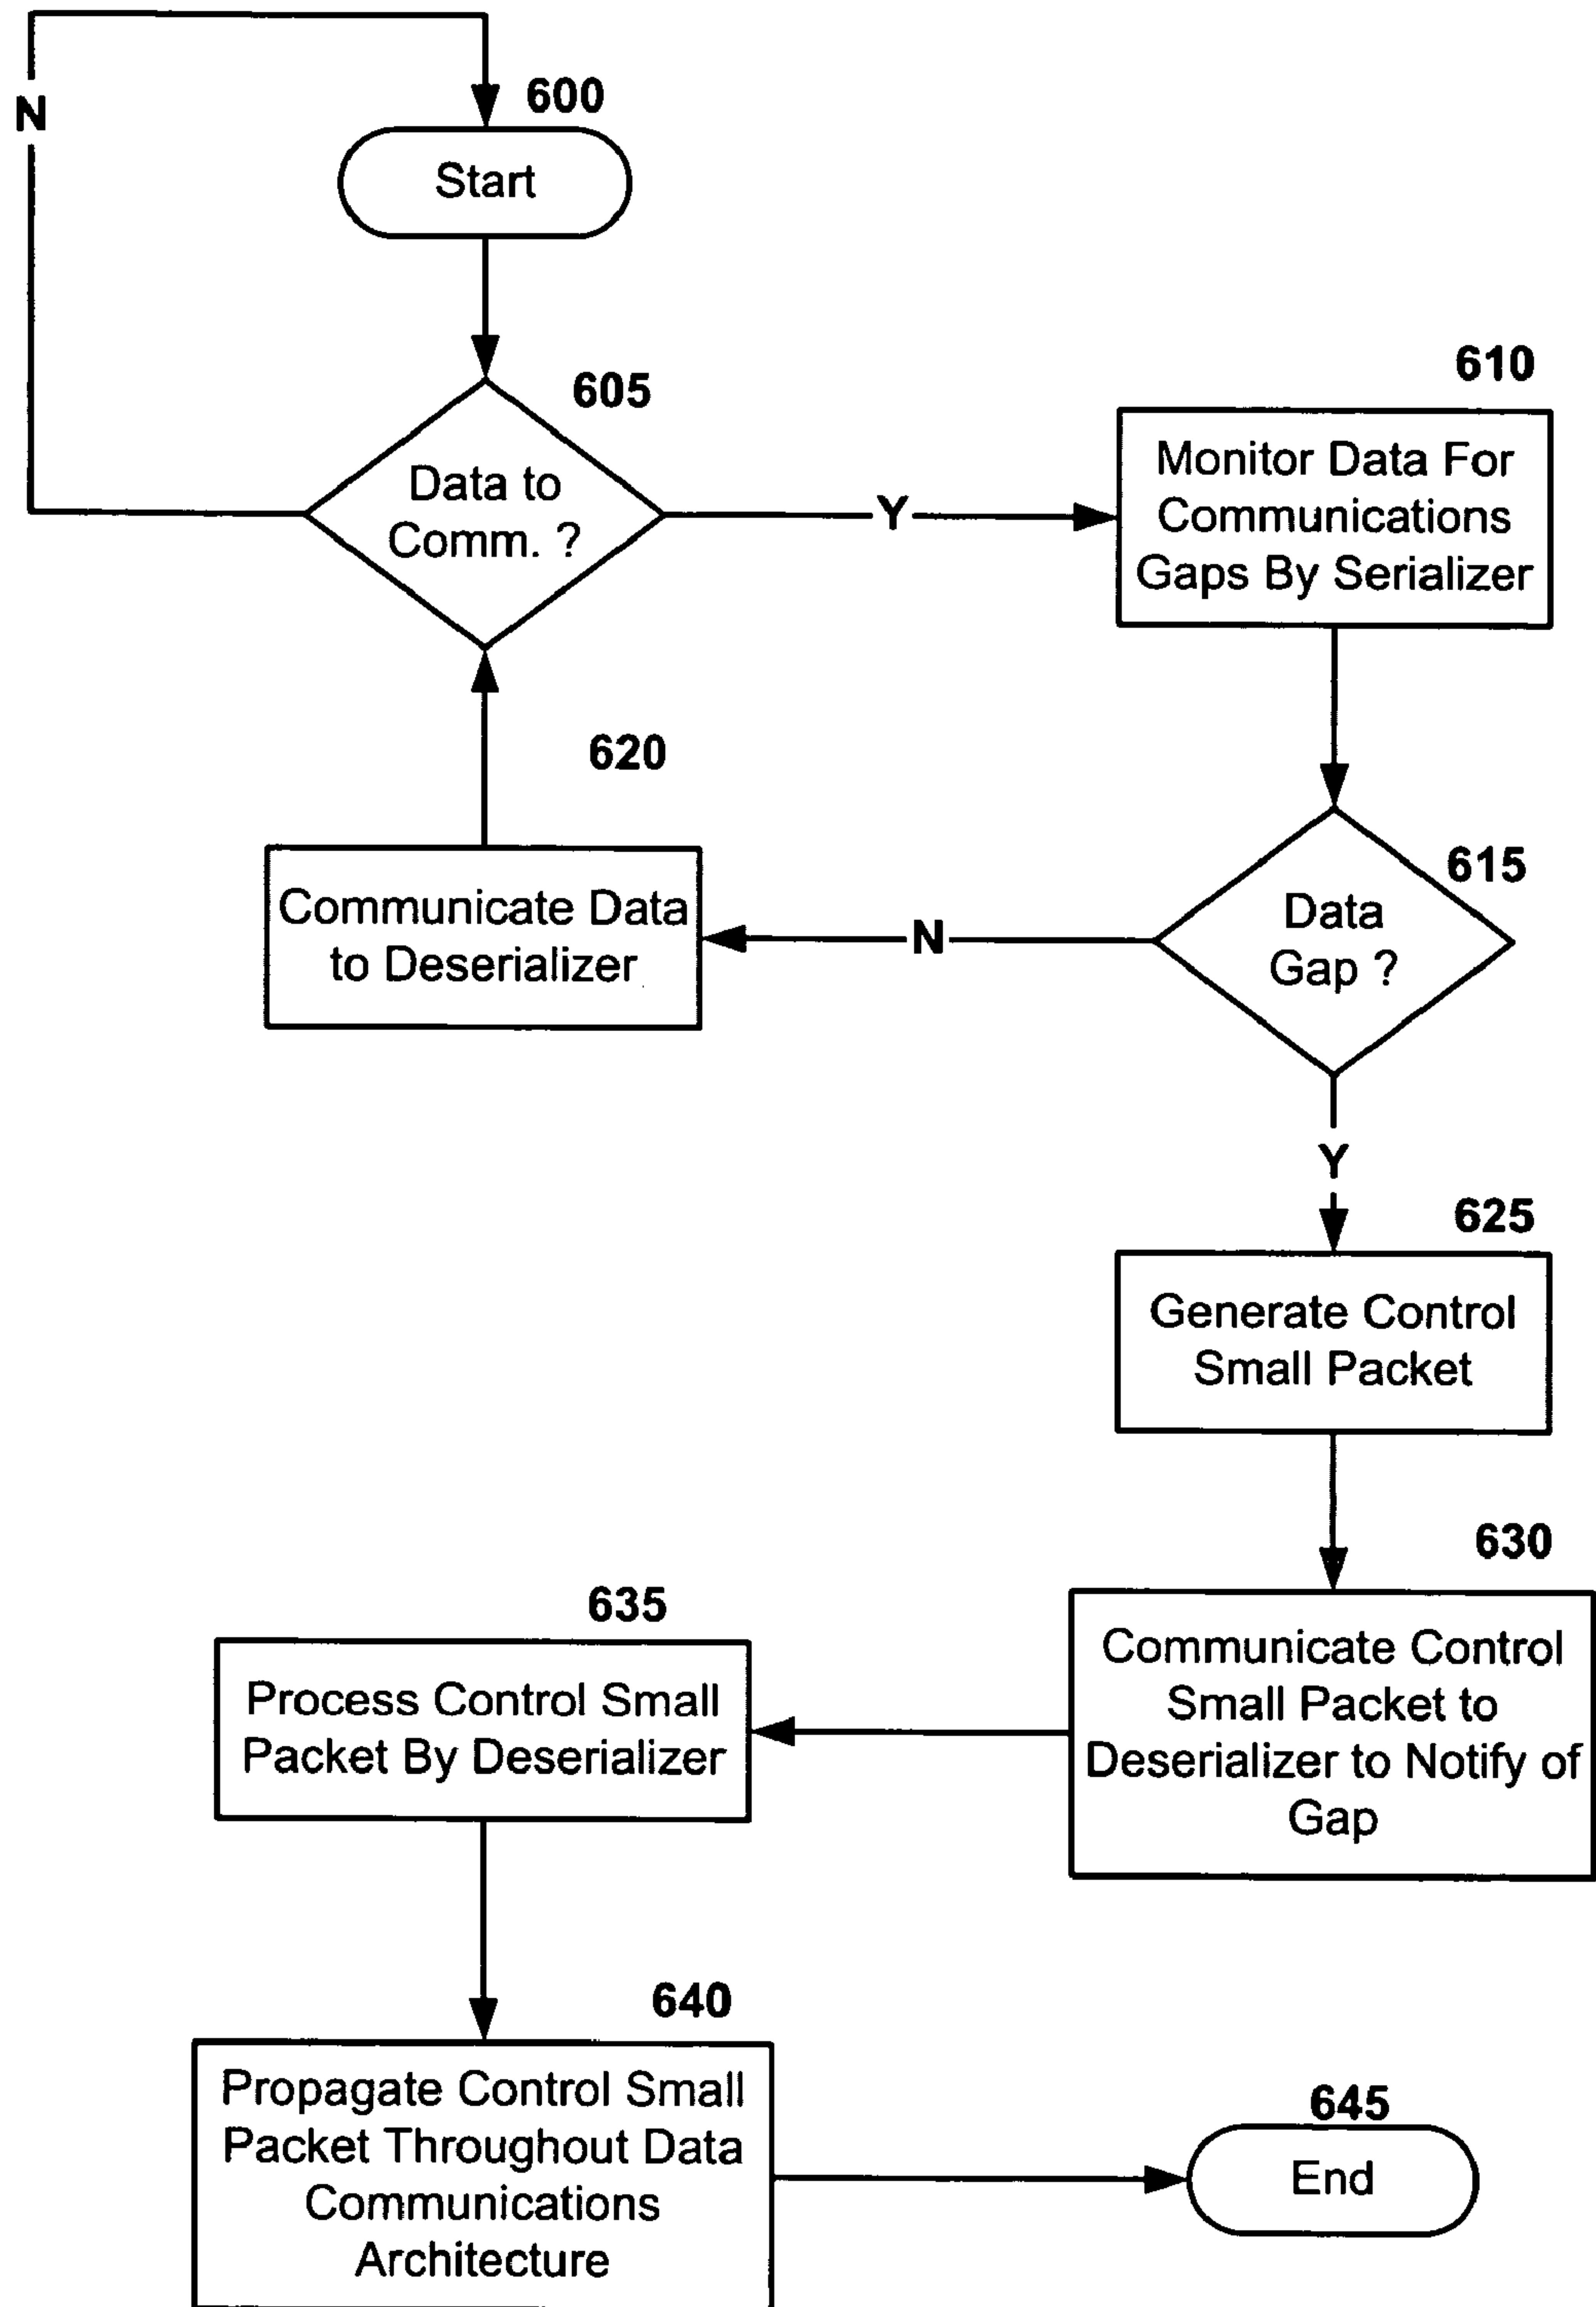 N
600
Start
605
Data to
Comm. ?
Y
610
Monitor Data For
Communications
Gaps By Serializer
615
Data
Gap ?
N
620
Communicate Data
to Deserializer
Y
625
Generate Control
Small Packet
630
Communicate Control
Small Packet to
Deserializer to Notify of
Gap
635
Process Control Small
Packet By Deserializer
640
Propagate Control Small
Packet Throughout Data
Communications
Architecture
645
End